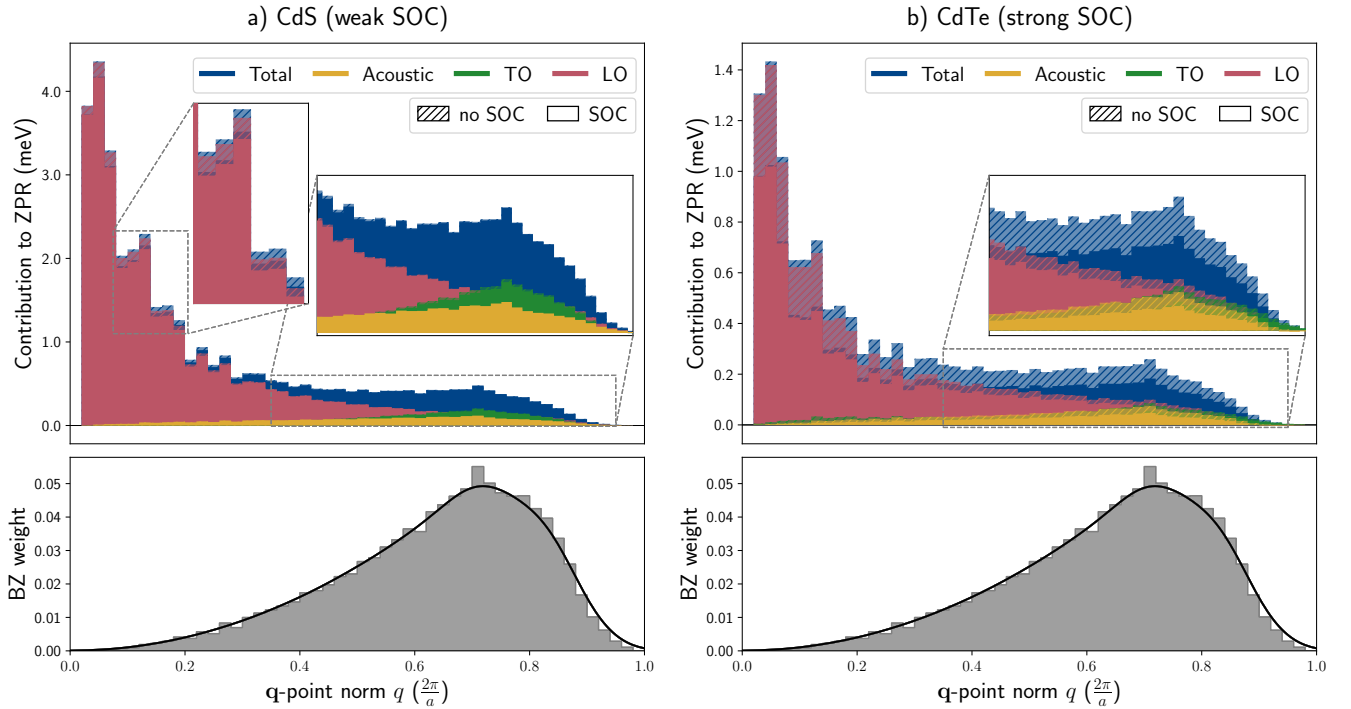 a) CdS (weak SOC)
Contribution to ZPR (meV)
4.0
3.0
2.0
1.0
0.0
Total
Acoustic
TO
LO
no SOC
SOC
BZ weight
0.05
0.04
0.03
0.02
0.01
0.00
0.0
0.2
0.4
0.6
0.8
1.0
q-point norm q (2π/a)
b) CdTe (strong SOC)
Contribution to ZPR (meV)
1.4
1.2
1.0
0.8
0.6
0.4
0.2
0.0
Total
Acoustic
TO
LO
no SOC
SOC
BZ weight
0.05
0.04
0.03
0.02
0.01
0.00
0.0
0.2
0.4
0.6
0.8
1.0
q-point norm q (2π/a)